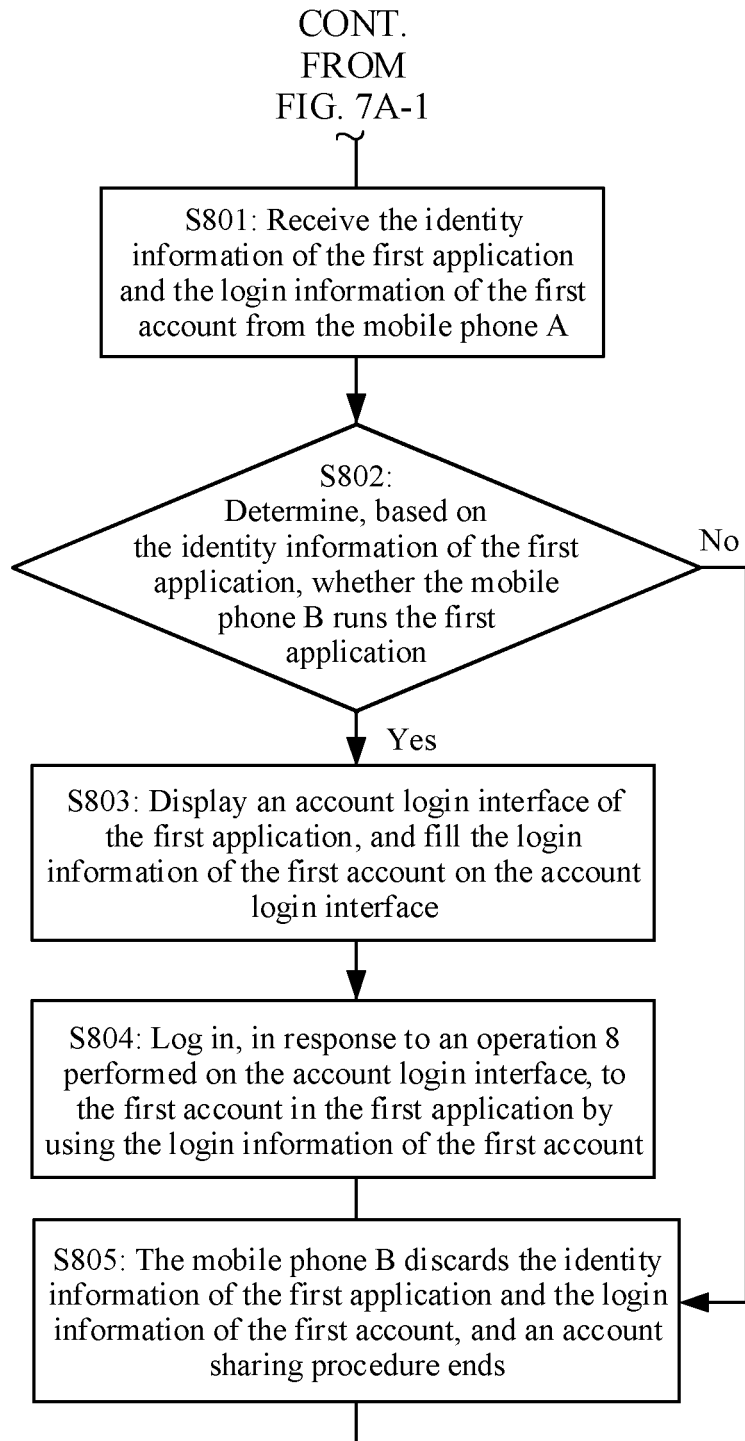 CONT.
FROM
FIG. 7A-1
S801: Receive the identity
information of the first application
and the login information of the first
account from the mobile phone A
S802:
Determine, based on
the identity information of the first
application, whether the mobile
phone B runs the first
application
No
Yes
S803: Display an account login interface of
the first application, and fill the login
information of the first account on the account
login interface
S804: Log in, in response to an operation 8
performed on the account login interface, to
the first account in the first application by
using the login information of the first account
S805: The mobile phone B discards the identity
information of the first application and the login
information of the first account, and an account
sharing procedure ends